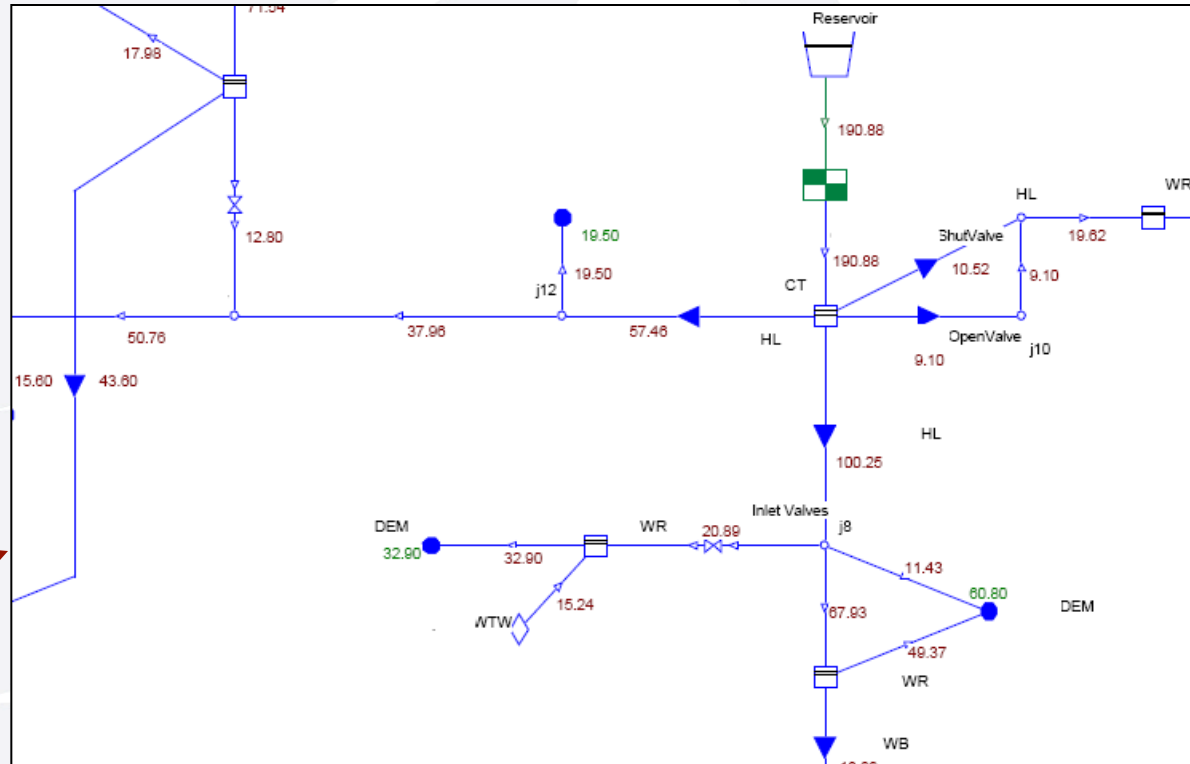 71.54
Reservoir
17.98
190.88
HL
WR
19.50
12.80
ShutValve
19.62
190.88
10.52
19.50
9.10
CT
j12
57.46
37.96
50.76
HL
OpenValve
j10
9.10
15.60
43.60
HL
100.25
Inlet Valves
DEM
WR
20.89
j8
32.90
32.90
11.43
15.24
60.80
DEM
WTW
67.93
49.37
WR
WB